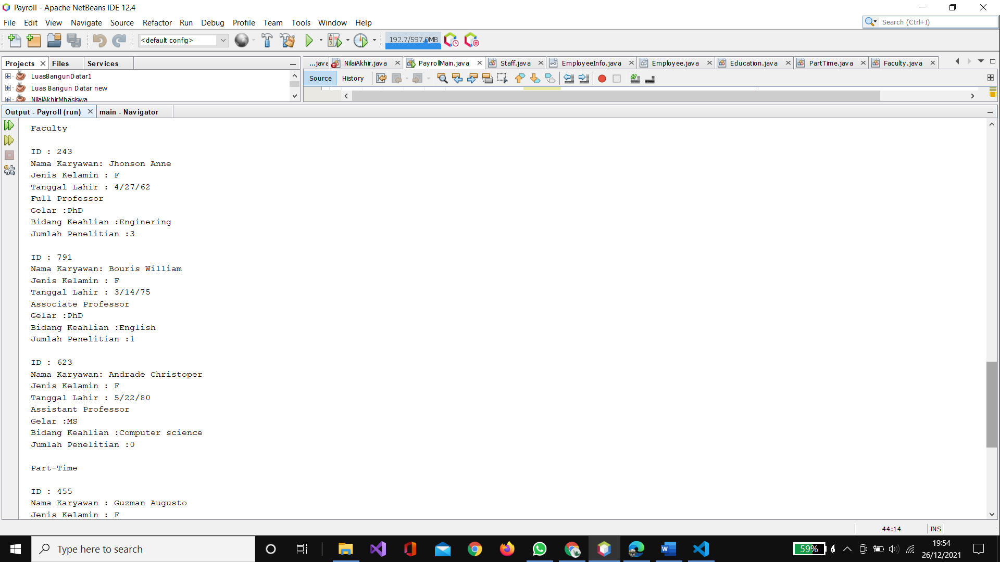 Payroll - Apache NetBeans IDE 12.4
File Edit View Navigate Source Refactor Run Debug Profile Team Tools Window Help
Search (Ctrl+I)
<default config>
192.7/597.0MB
Projects Files Services
...java NilaiAkhir.java PayrollMain.java Staff.java EmployeeInfo.java Employee.java Education.java PartTime.java Faculty.java
LuasBangunDatar1
Luas Bangun Datar new
NilaiAkhirMhasiswa
Source History
Output - Payroll (run) main - Navigator
Faculty
ID : 243
Nama Karyawan: Jhonson Anne
Jenis Kelamin : F
Tanggal Lahir : 4/27/62
Full Professor
Gelar :PhD
Bidang Keahlian :Enginering
Jumlah Penelitian :3
ID : 791
Nama Karyawan: Bouris William
Jenis Kelamin : F
Tanggal Lahir : 3/14/75
Associate Professor
Gelar :PhD
Bidang Keahlian :English
Jumlah Penelitian :1
ID : 623
Nama Karyawan: Andrade Christoper
Jenis Kelamin : F
Tanggal Lahir : 5/22/80
Assistant Professor
Gelar :MS
Bidang Keahlian :Computer science
Jumlah Penelitian :0
Part-Time
ID : 455
Nama Karyawan : Guzman Augusto
Jenis Kelamin : F
44:14 INS
Type here to search
59%
19:54
26/12/2021